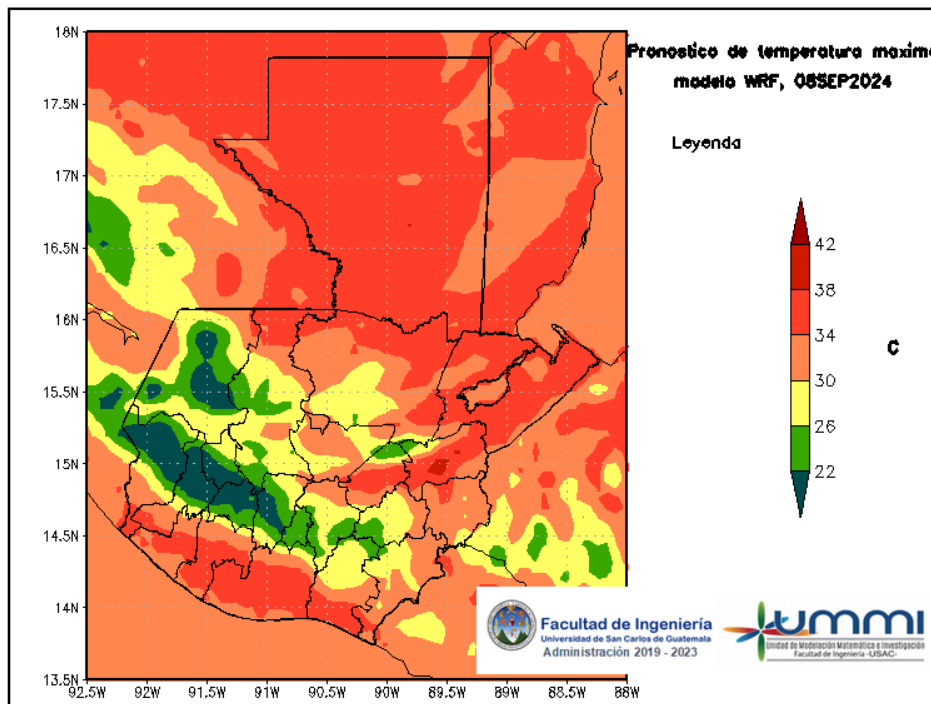 Pronostico de temperatura maxima
modelo WRF, 08SEP2024
Leyenda
42
38
34
30
26
22
C
18N
17.5N
17N
16.5N
16N
15.5N
15N
14.5N
14N
13.5N
92.5W
92W
91.5W
91W
90.5W
90W
89.5W
89W
88.5W
88W
Facultad de Ingeniería
Universidad de San Carlos de Guatemala
Administración 2019 - 2023
UMMI
Unidad de Modelación Matemática e Investigación
Facultad de Ingeniería -USAC-